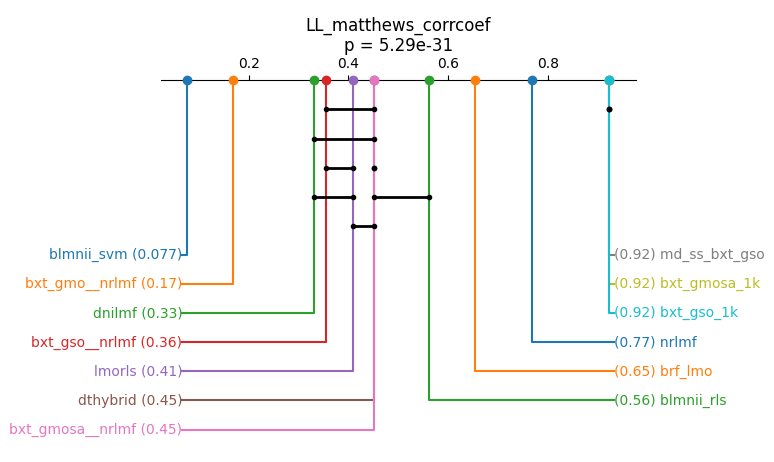 LL_matthews_corrcoef
p = 5.29e-31
0.2 0.4 0.6 0.8
blmnii_svm (0.077) (0.92) md_ss_bxt_gso
bxt_gmo__nrlmf (0.17) (0.92) bxt_gmosa_1k
dnilmf (0.33) (0.92) bxt_gso_1k
bxt_gso__nrlmf (0.36) (0.77) nrlmf
lmorls (0.41) (0.65) brf_lmo
dthybrid (0.45) (0.56) blmnii_rls
bxt_gmosa__nrlmf (0.45)